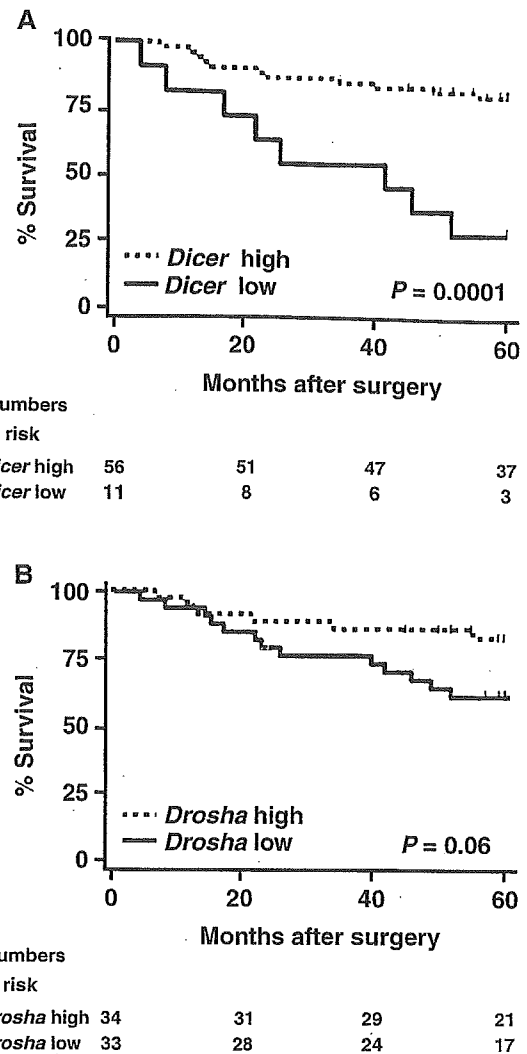 A
100
75
50
25
0
% Survival
Dicer high
Dicer low
P = 0.0001
0 20 40 60
Months after surgery
umbers
risk
icer high 56 51 47 37
icer low 11 8 6 3
B
100
75
50
25
0
% Survival
Drosha high
Drosha low
P = 0.06
0 20 40 60
Months after surgery
umbers
risk
rosha high 34 31 29 21
rosha low 33 28 24 17